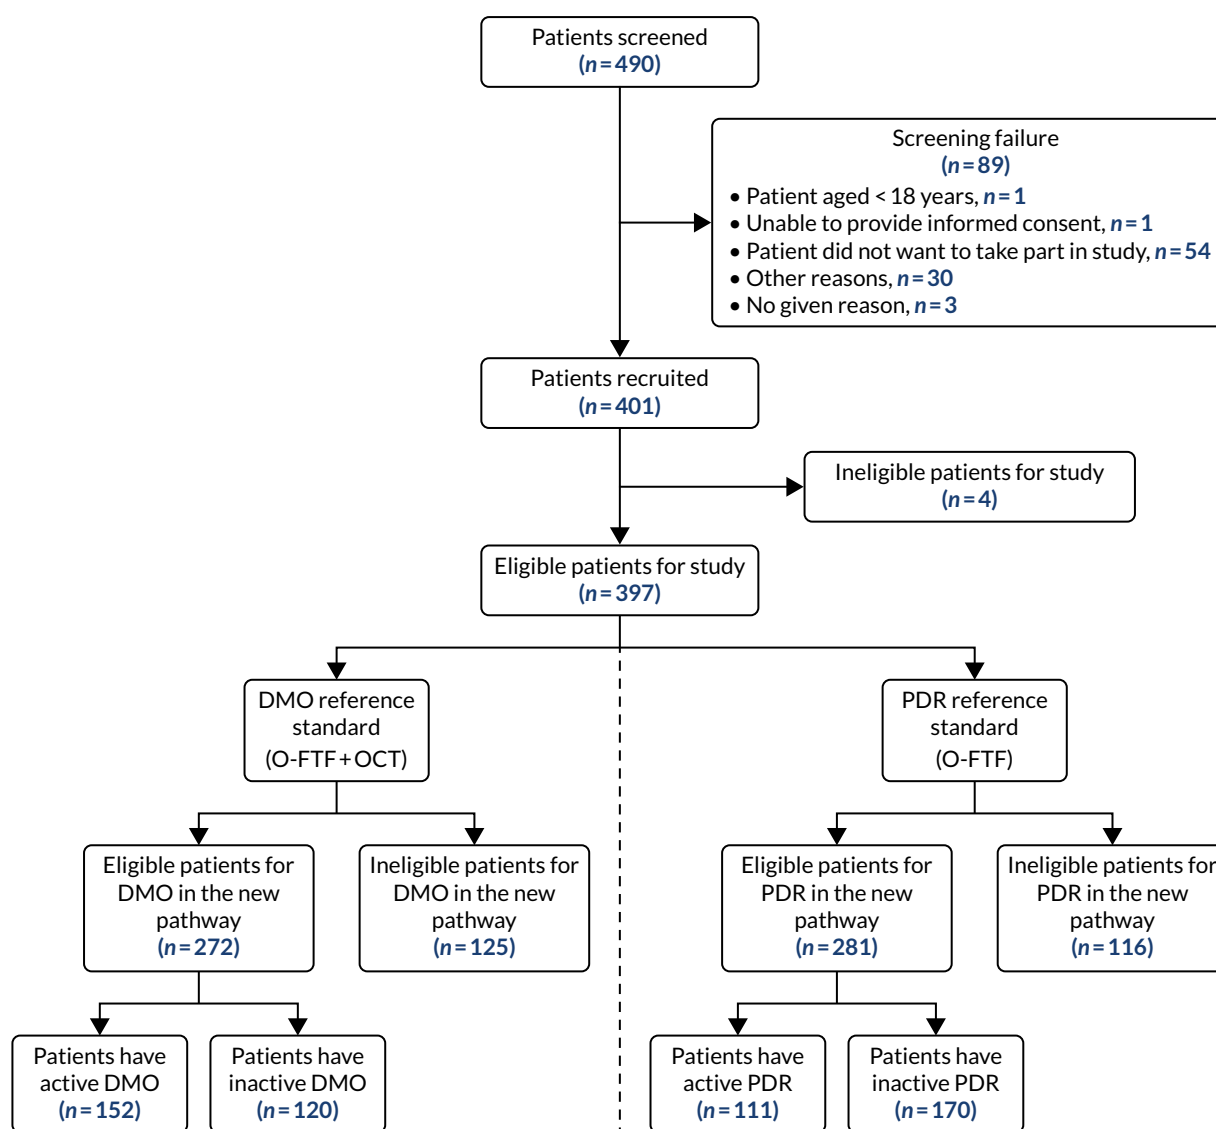 Patients screened
(n=490)
Screening failure
(n=89)
• Patient aged < 18 years, n=1
• Unable to provide informed consent, n=1
• Patient did not want to take part in study, n=54
• Other reasons, n=30
• No given reason, n=3
Patients recruited
(n=401)
Ineligible patients for study
(n=4)
Eligible patients for study
(n=397)
DMO reference
standard
(O-FTF+OCT)
PDR reference
standard
(O-FTF)
Eligible patients for
DMO in the new
pathway
(n=272)
Ineligible patients for
DMO in the new
pathway
(n=125)
Eligible patients for
PDR in the new
pathway
(n=281)
Ineligible patients for
PDR in the new
pathway
(n=116)
Patients have
active DMO
(n=152)
Patients have
inactive DMO
(n=120)
Patients have
active PDR
(n=111)
Patients have
inactive PDR
(n=170)